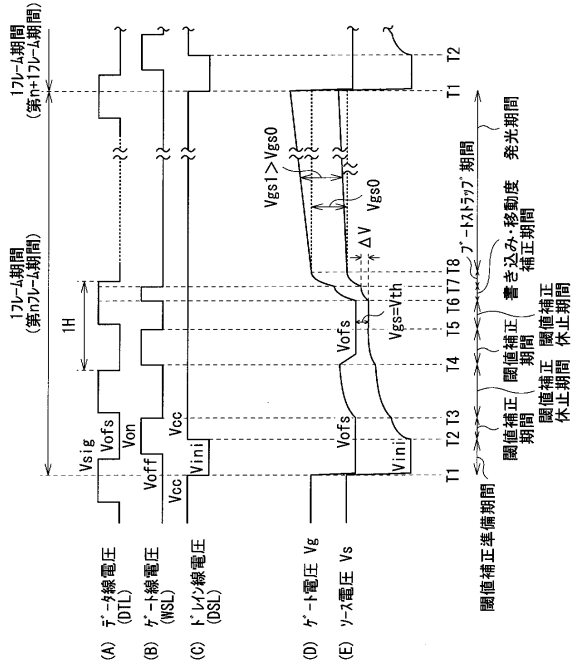 1フレーム期間
(第nフレーム期間)
1フレーム期間
(第n+1フレーム期間)
1H
(A) データ線電圧
(DTL)
Vsig
Vofs
(B) ゲート線電圧
(WSL)
Von
Voff
(C) ドレイン線電圧
(DSL)
Vcc
Vcc
Vini
(D) ゲート電圧 Vg
Vofs
Vofs
Vgs1>Vgs0
Vgs0
ΔV
Vgs=Vth
(E) ソース電圧 Vs
Vini
T1 T2 T3 T4 T5 T6 T7 T8 T1 T2
閾値補正準備期間
閾値補正
期間
閾値補正
休止期間
閾値補正
期間
閾値補正
休止期間
書き込み・移動度
補正期間
ブートストラップ期間
発光期間